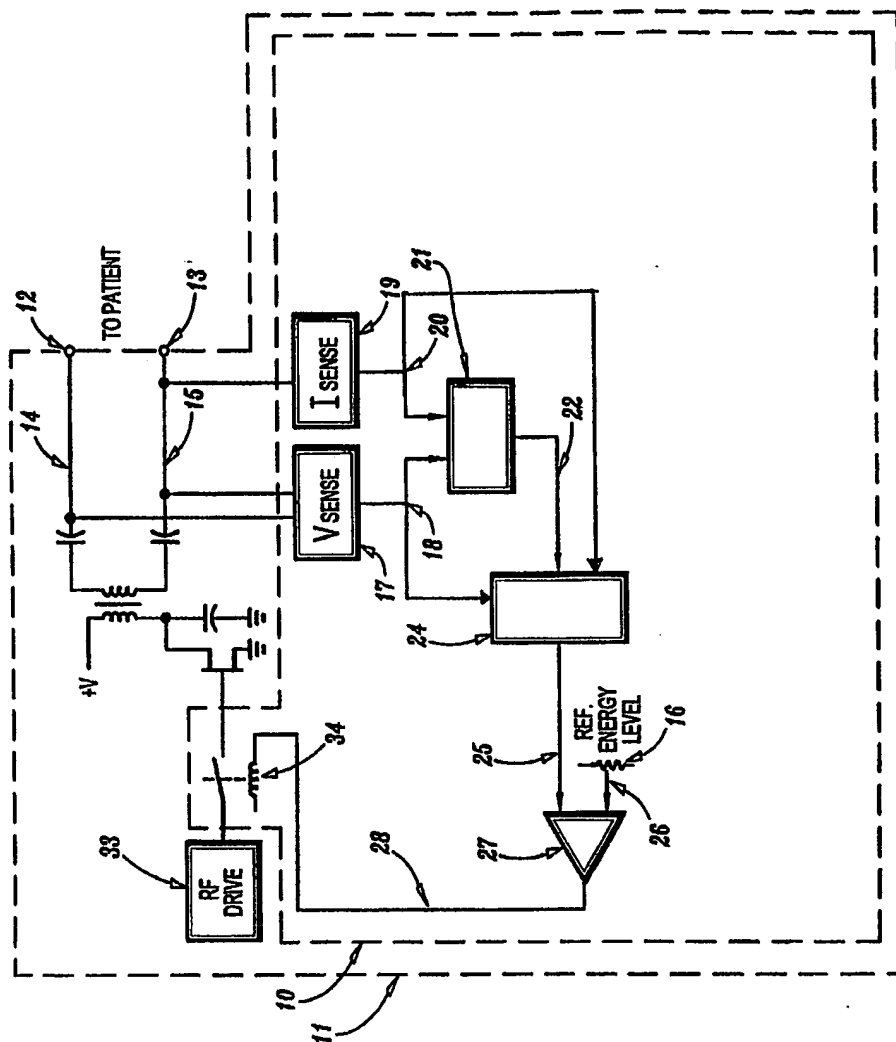 12
TO PATIENT
13
14
15
19
I SENSE
20
21
22
V SENSE
17
18
24
+V
34
25
REF.
ENERGY
LEVEL
16
26
27
28
33
RF
DRIVE
10
11